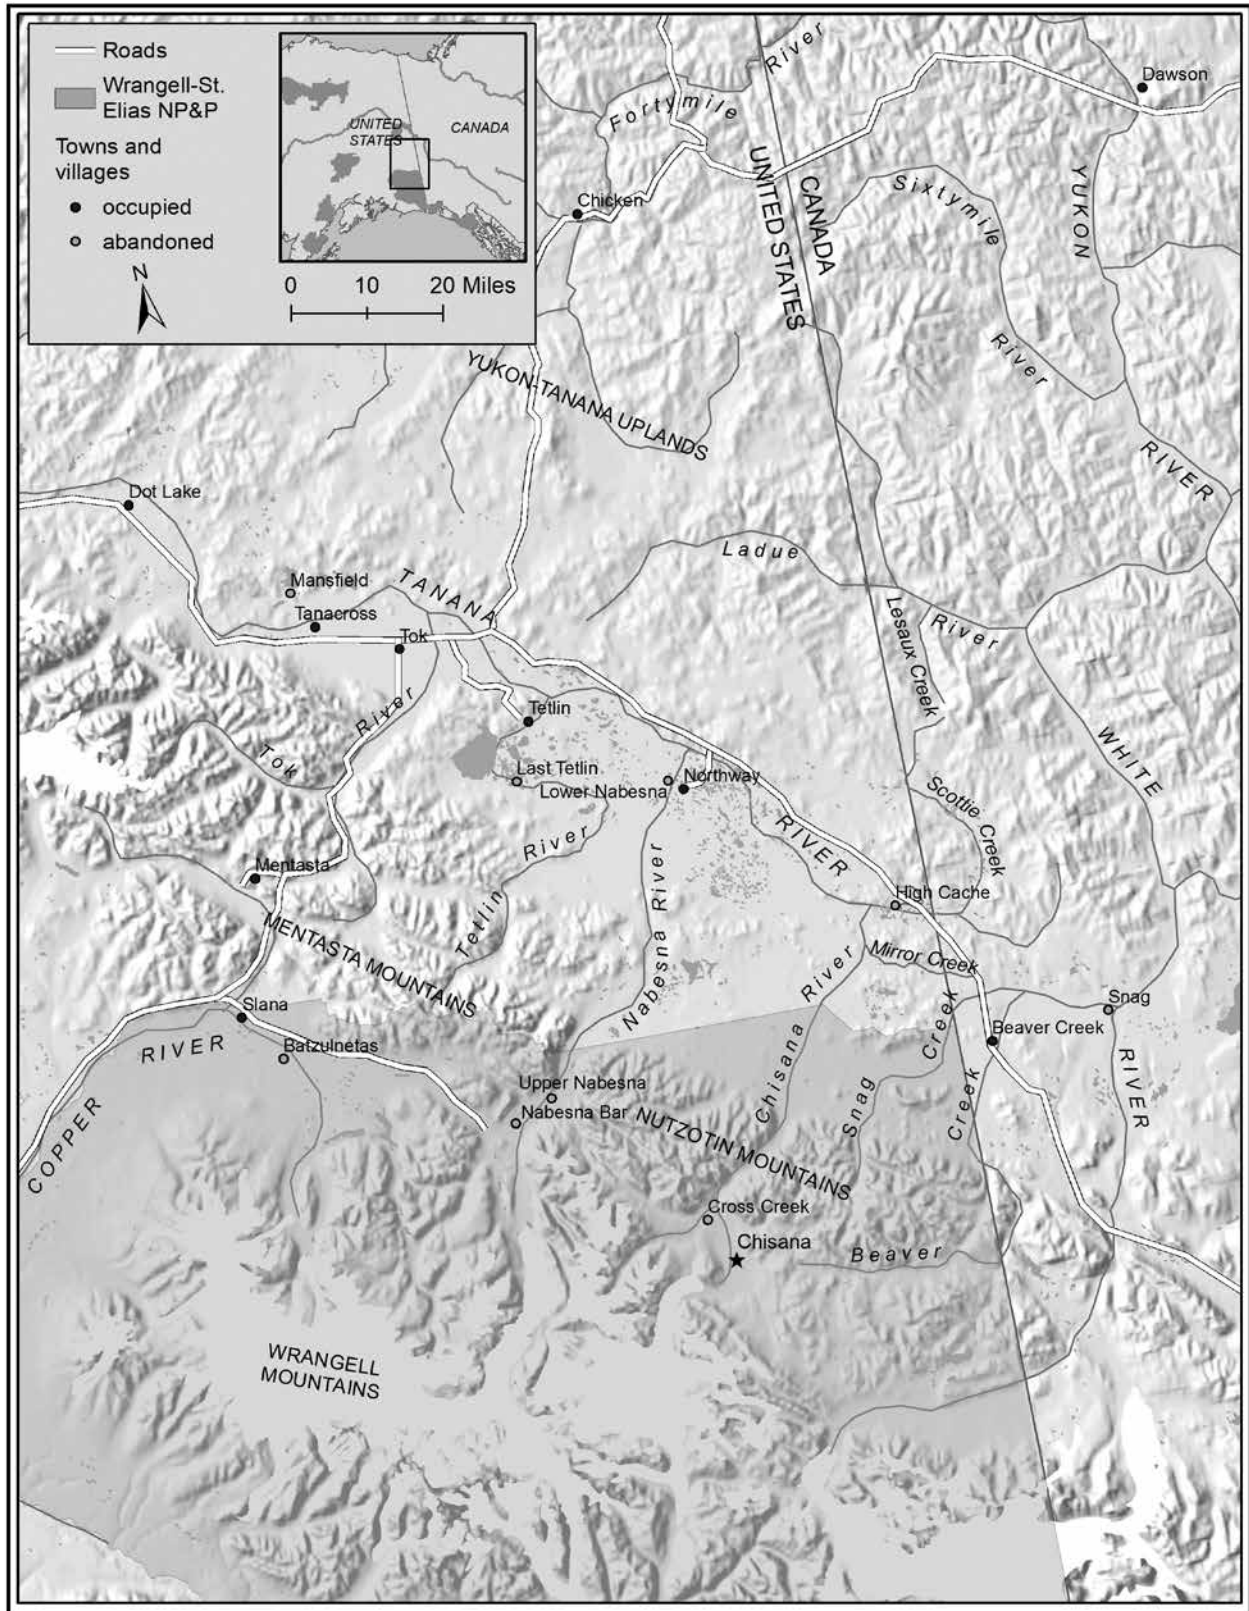 Roads
Wrangell-St.
Elias NP&P
Towns and
villages
occupied
abandoned
N
UNITED
STATES
CANADA
0 10 20 Miles
River
Dawson
Fortymile
UNITED STATES
CANADA
YUKON
Chicken
Sixtymile
River
YUKON-TANANA UPLANDS
RIVER
Dot Lake
Ladue
Mansfield
TANANA
Tanacross
Lesaux Creek
River
Tok
River
Tetlin
Tok
WHITE
Last Tetlin
Northway
Lower Nabesna
Scottie Creek
RIVER
River
Mentasta
Nabesna River
High Cache
Tetlin
MENTASTA MOUNTAINS
Mirror Creek
River
Slana
Snag
Creek
Beaver Creek
RIVER
Batzulnetas
RIVER
Chisana
Upper Nabesna
Nabesna Bar
NUTZOTIN MOUNTAINS
Snag
Creek
COPPER
Cross Creek
Chisana
Beaver
WRANGELL
MOUNTAINS